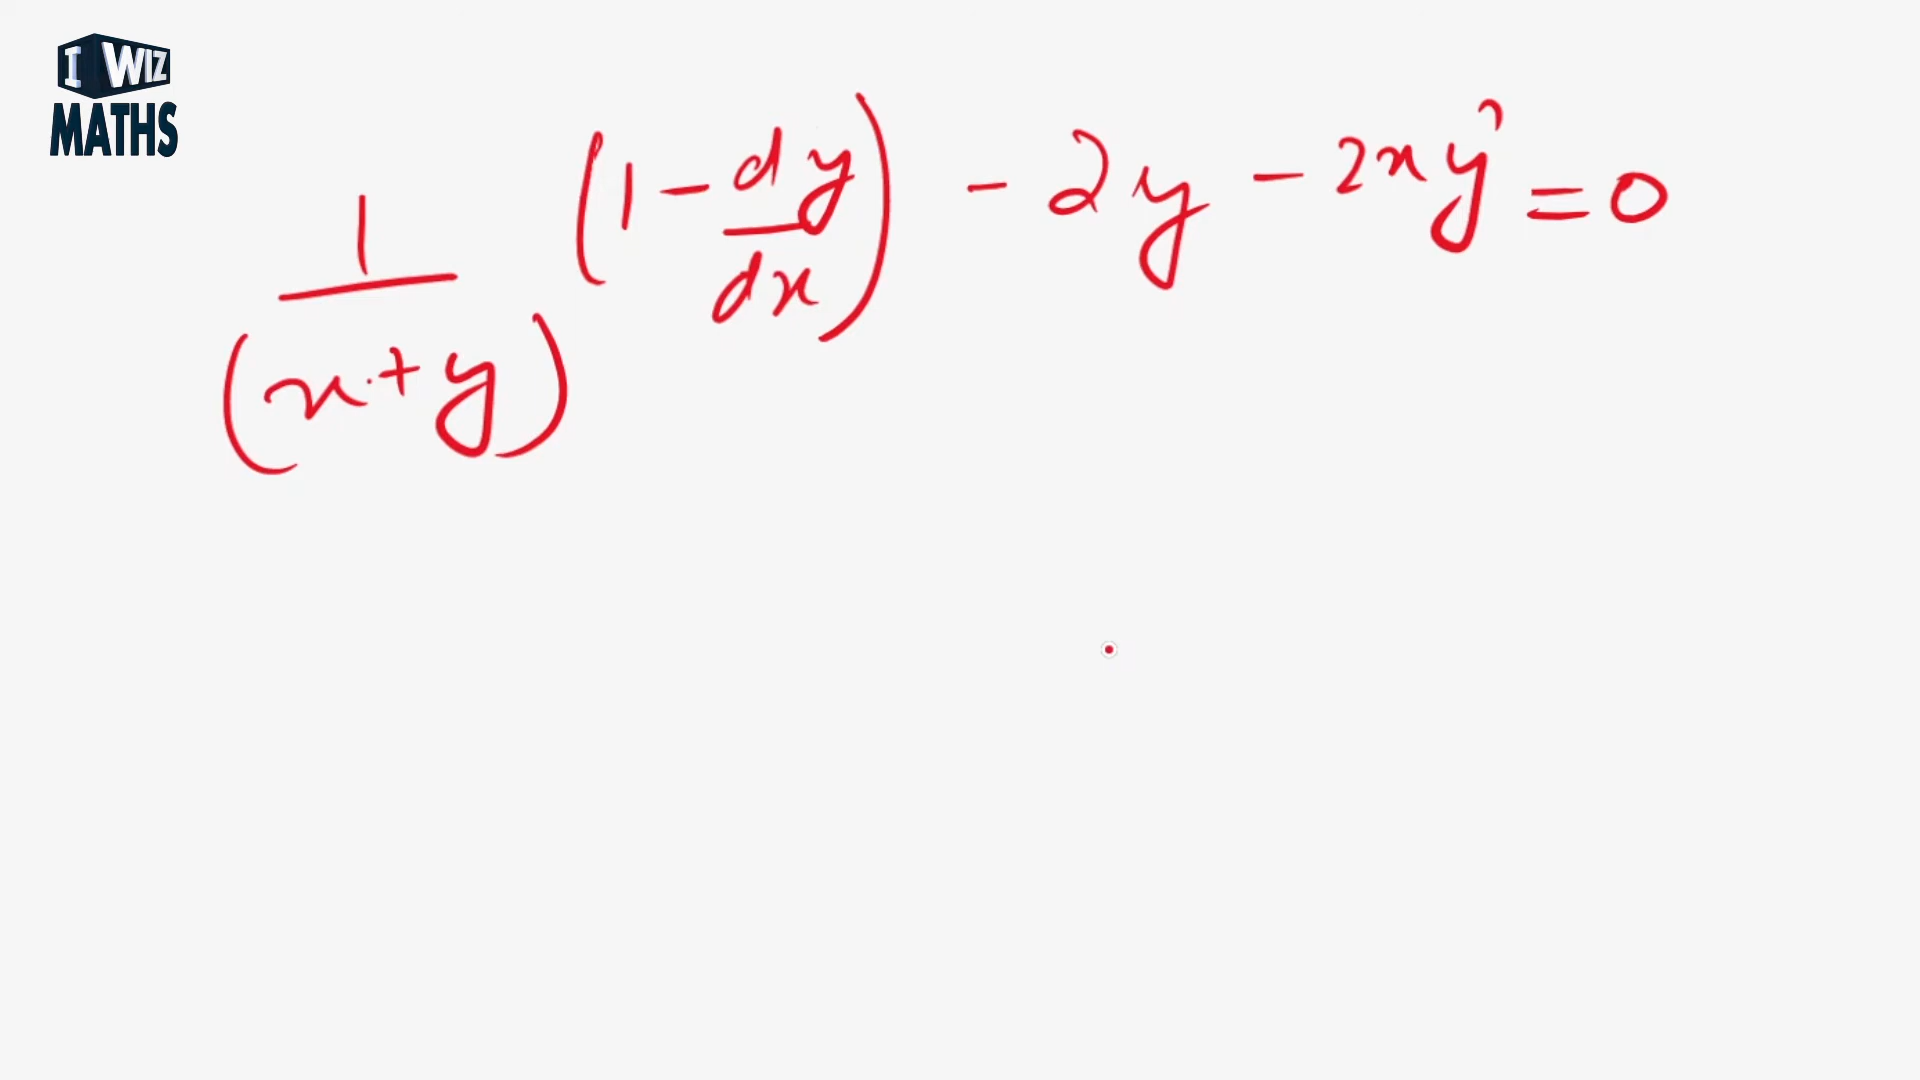 I WIZ
MATHS
1/(x+y) (1 - dy/dx) - 2y - 2xy' = 0